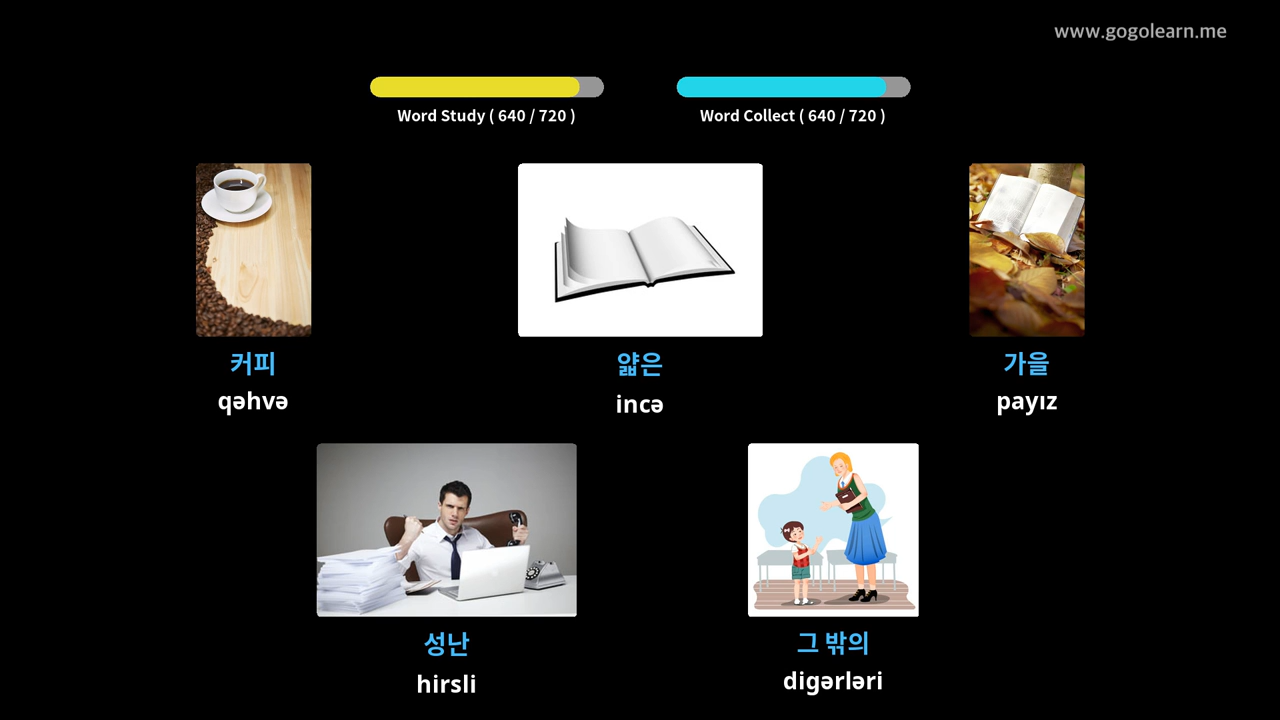 www.gogolearn.me
Word Study ( 640 / 720 )
Word Collect ( 640 / 720 )
커피
qəhvə
얇은
incə
가을
payız
성난
hirsli
그 밖의
digərləri